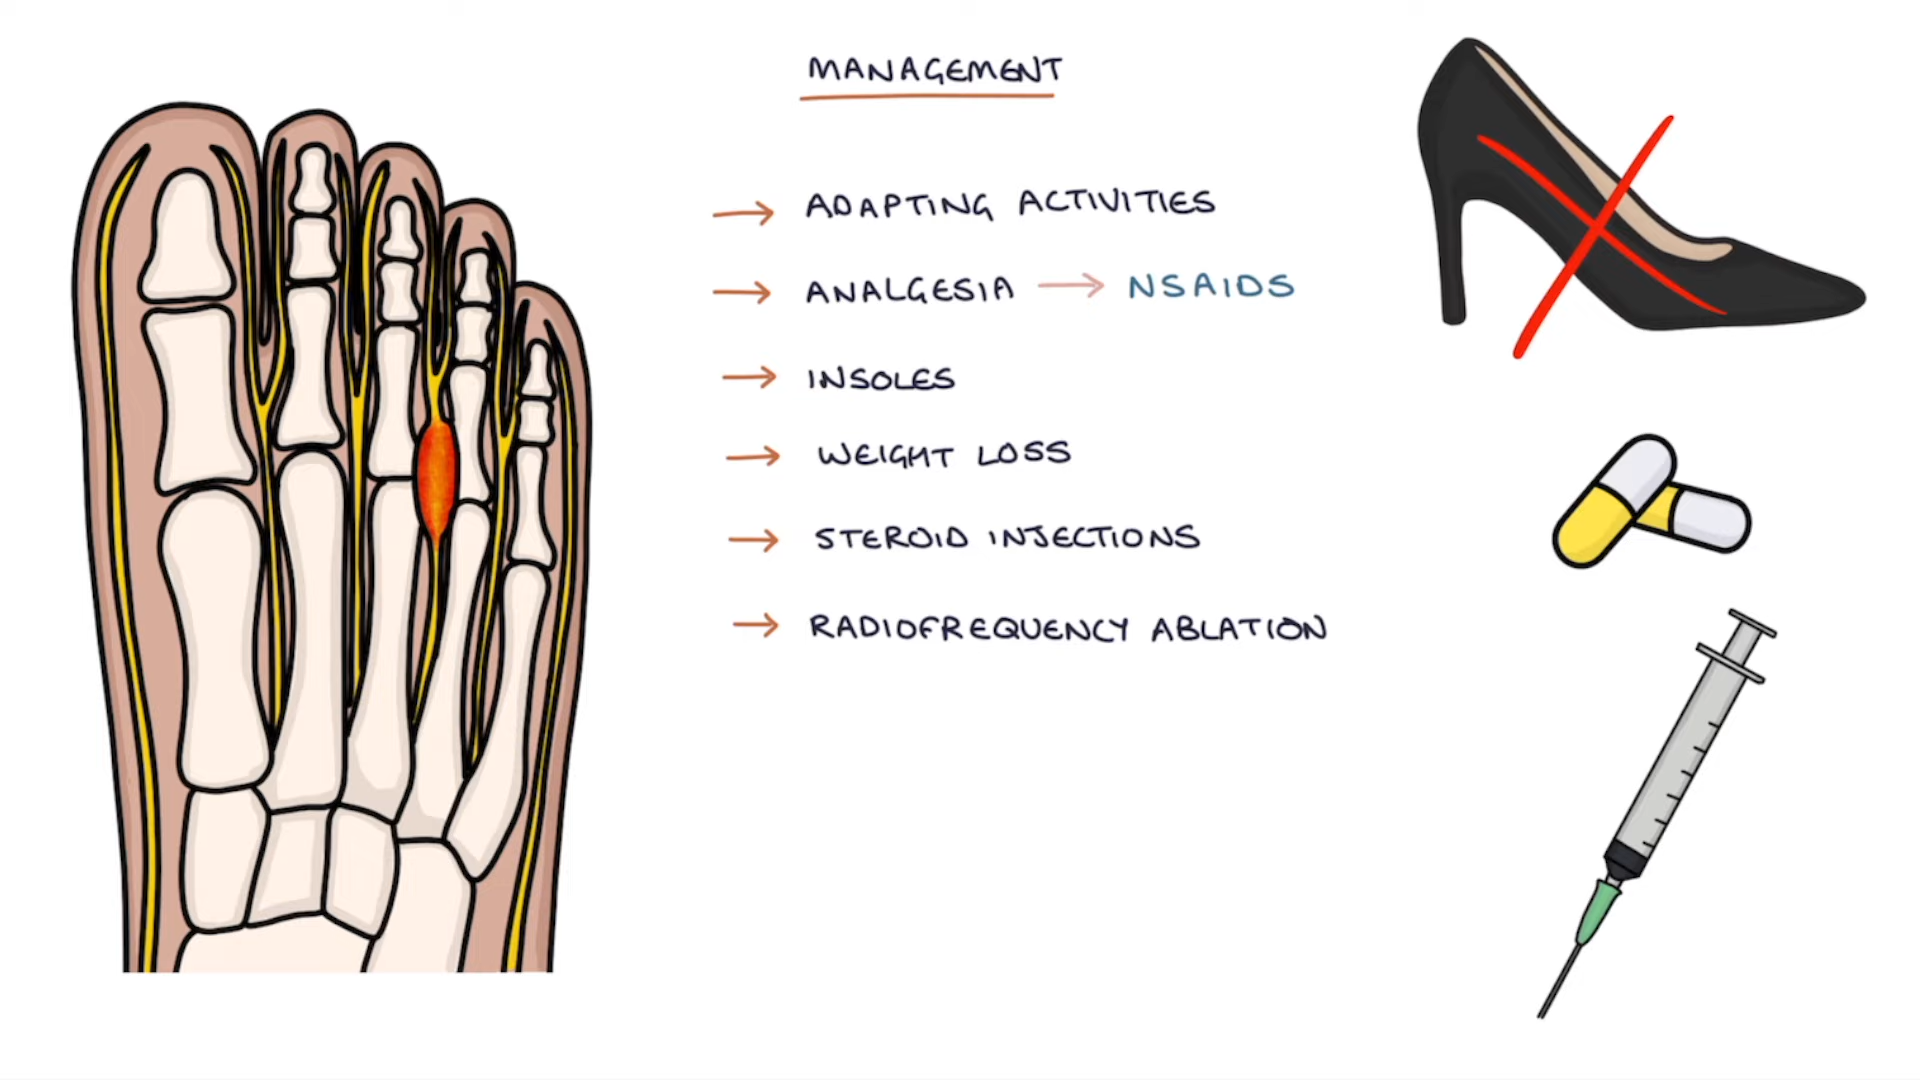 MANAGEMENT
→ ADAPTING ACTIVITIES
→ ANALGESIA → NSAIDS
→ INSOLES
→ WEIGHT LOSS
→ STEROID INJECTIONS
→ RADIOFREQUENCY ABLATION